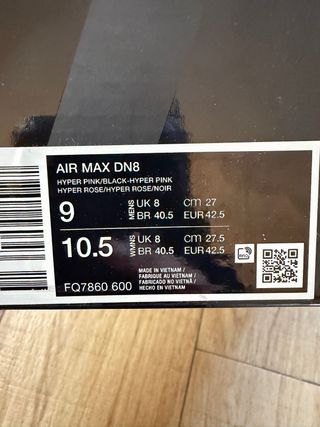 AIR MAX DN8
HYPER PINK/BLACK-HYPER PINK
HYPER ROSE/HYPER ROSE/NOIR
9 MENS UK 8 cm 27
BR 40.5 EUR 42.5
10.5 WMNS UK 8 cm 27.5
BR 40.5 EUR 42.5
FQ7860 600
MADE IN VIETNAM /
FABRIQUE AU VIETNAM /
FABRICADO NO VIETNÃ /
HECHO EN VIETNAM